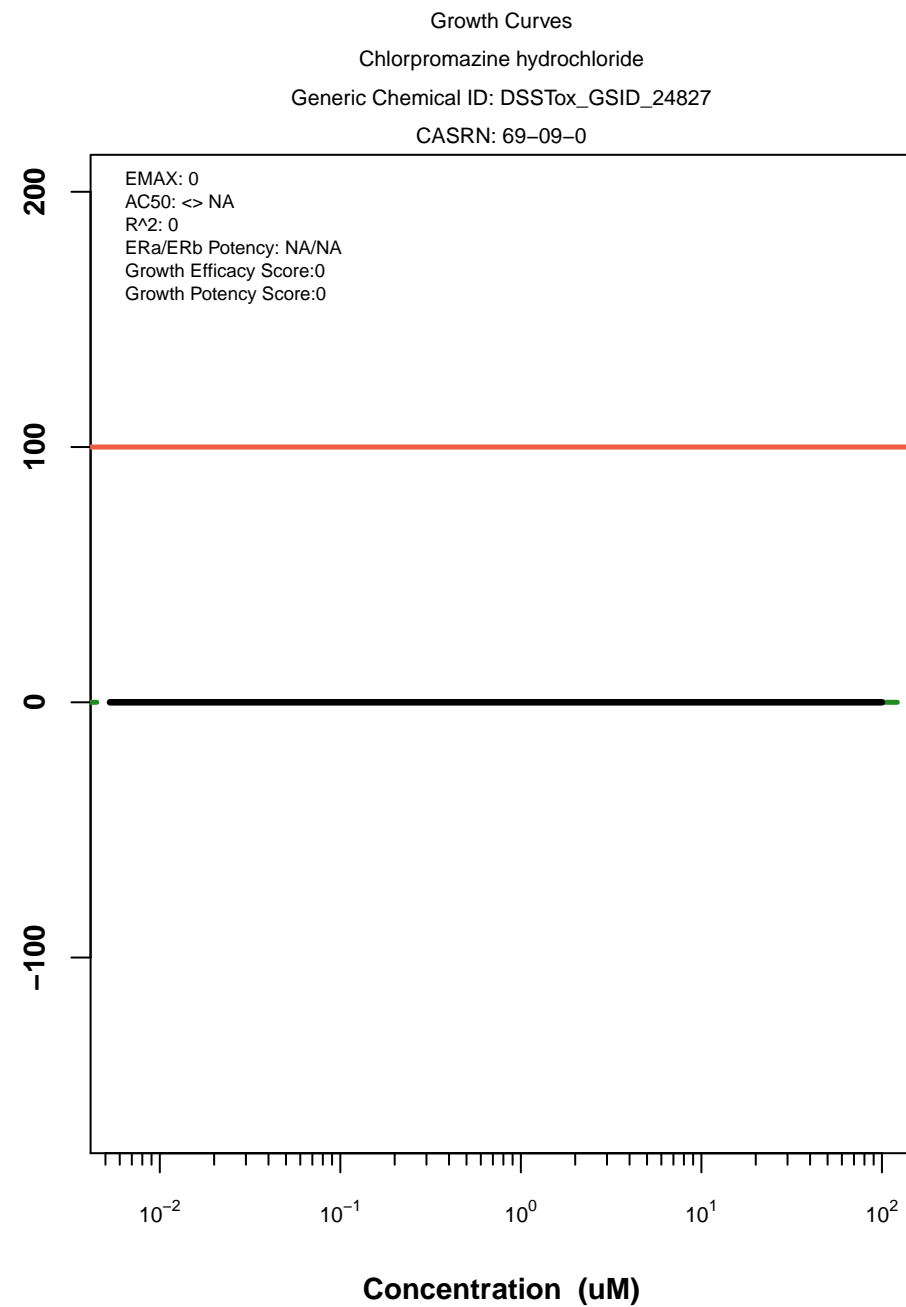 Growth Curves
Chlorpromazine hydrochloride
Generic Chemical ID: DSSTox_GSID_24827
CASRN: 69−09−0
EMAX: 0
AC50: <> NA
R^2: 0
ERa/ERb Potency: NA/NA
Growth Efficacy Score:0
Growth Potency Score:0
200
100
0
−100
10⁻² 10⁻¹ 10⁰ 10¹ 10²
Concentration (uM)